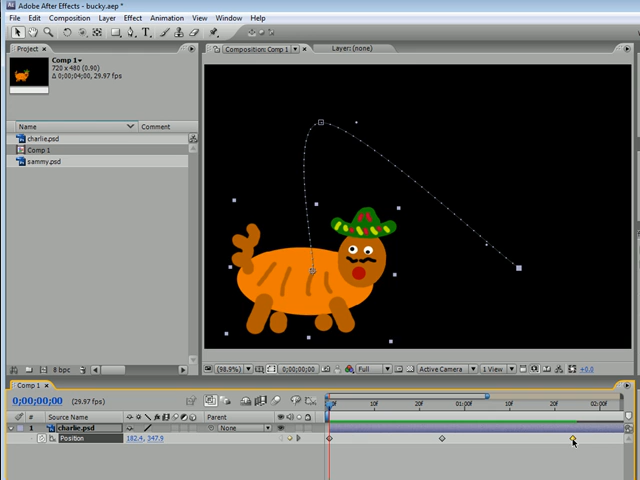 Adobe After Effects - bucky.aep *
File Edit Composition Layer Effect Animation View Window Help
Project × Composition: Comp 1 × Layer: (none)
Comp 1
720 x 480 (0.90)
Δ 0;00;04;00, 29.97 fps
Name Comment
charlie.psd
Comp 1
sammy.psd
8 bpc (98.9%) 0;00;00;00 Full Active Camera 1 View +0.0
Comp 1 ×
0;00;00;00 (29.97 fps) 10f 20f 01:00f 10f 20f 02:00f
# Source Name Parent
1 charlie.psd None
Position 182.4, 347.9